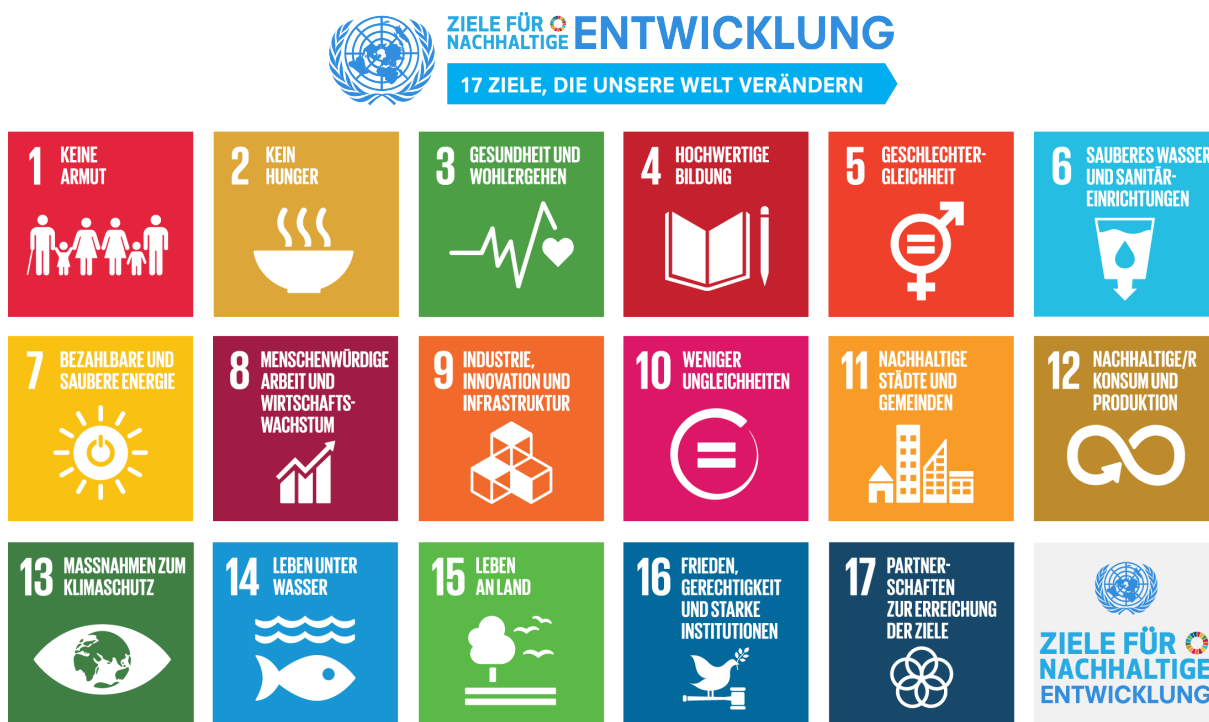 ZIELE FÜR
NACHHALTIGE ENTWICKLUNG
17 ZIELE, DIE UNSERE WELT VERÄNDERN
1 KEINE
ARMUT
2 KEIN
HUNGER
3 GESUNDHEIT UND
WOHLERGEHEN
4 HOCHWERTIGE
BILDUNG
5 GESCHLECHTER-
GLEICHHEIT
6 SAUBERES WASSER
UND SANITÄR-
EINRICHTUNGEN
7 BEZAHLBARE UND
SAUBERE ENERGIE
8 MENSCHENWÜRDIGE
ARBEIT UND
WIRTSCHAFTS-
WACHSTUM
9 INDUSTRIE,
INNOVATION UND
INFRASTRUKTUR
10 WENIGER
UNGLEICHHEITEN
11 NACHHALTIGE
STÄDTE UND
GEMEINDEN
12 NACHHALTIGE/R
KONSUM UND
PRODUKTION
13 MASSNAHMEN ZUM
KLIMASCHUTZ
14 LEBEN UNTER
WASSER
15 LEBEN
AN LAND
16 FRIEDEN,
GERECHTIGKEIT
UND STARKE
INSTITUTIONEN
17 PARTNER-
SCHAFTEN
ZUR ERREICHUNG
DER ZIELE
ZIELE FÜR
NACHHALTIGE
ENTWICKLUNG